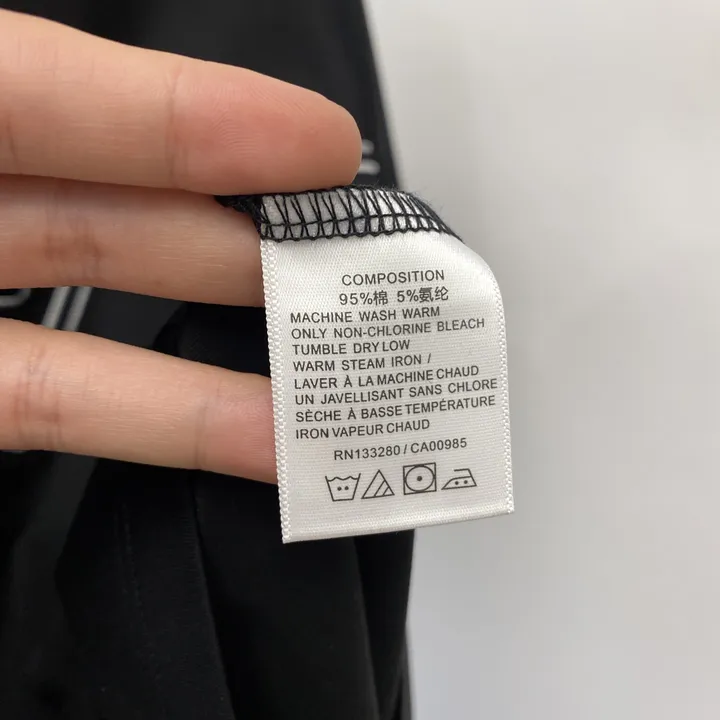 COMPOSITION
95%棉 5%氨纶
MACHINE WASH WARM
ONLY NON-CHLORINE BLEACH
TUMBLE DRY LOW
WARM STEAM IRON /
LAVER À LA MACHINE CHAUD
UN JAVELLISANT SANS CHLORE
SÈCHE À BASSE TEMPÉRATURE
IRON VAPEUR CHAUD
RN133280 / CA00985